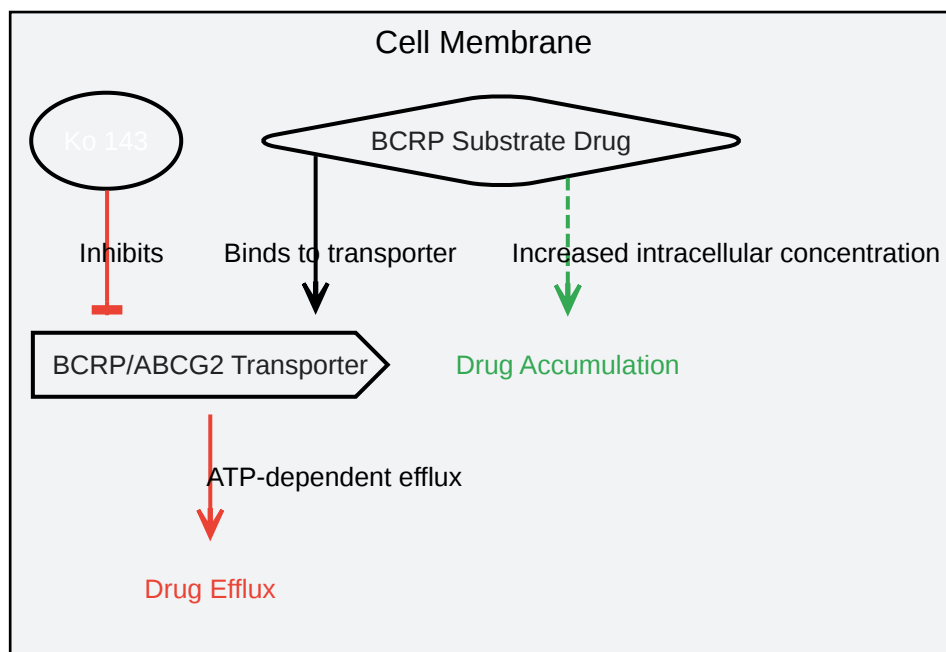 Cell Membrane
Ko 143
BCRP Substrate Drug
Inhibits
Binds to transporter
Increased intracellular concentration
BCRP/ABCG2 Transporter
Drug Accumulation
ATP-dependent efflux
Drug Efflux